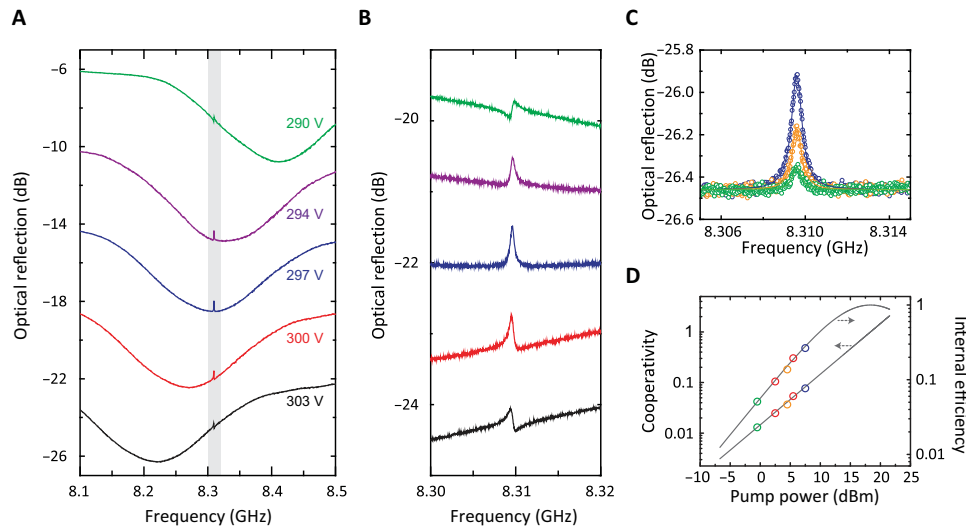 A
Optical reflection (dB)
−6
−10
−14
−18
−22
−26
290 V
294 V
297 V
300 V
303 V
8.1 8.2 8.3 8.4 8.5
Frequency (GHz)
B
Optical reflection (dB)
−20
−22
−24
8.30 8.31 8.32
Frequency (GHz)
C
Optical reflection (dB)
−25.8
−26.0
−26.2
−26.4
−26.6
8.306 8.310 8.314
Frequency (GHz)
D
Cooperativity
1
0.1
0.01
Internal efficiency
1
0.1
0.01
−10 −5 0 5 10 15 20 25
Pump power (dBm)